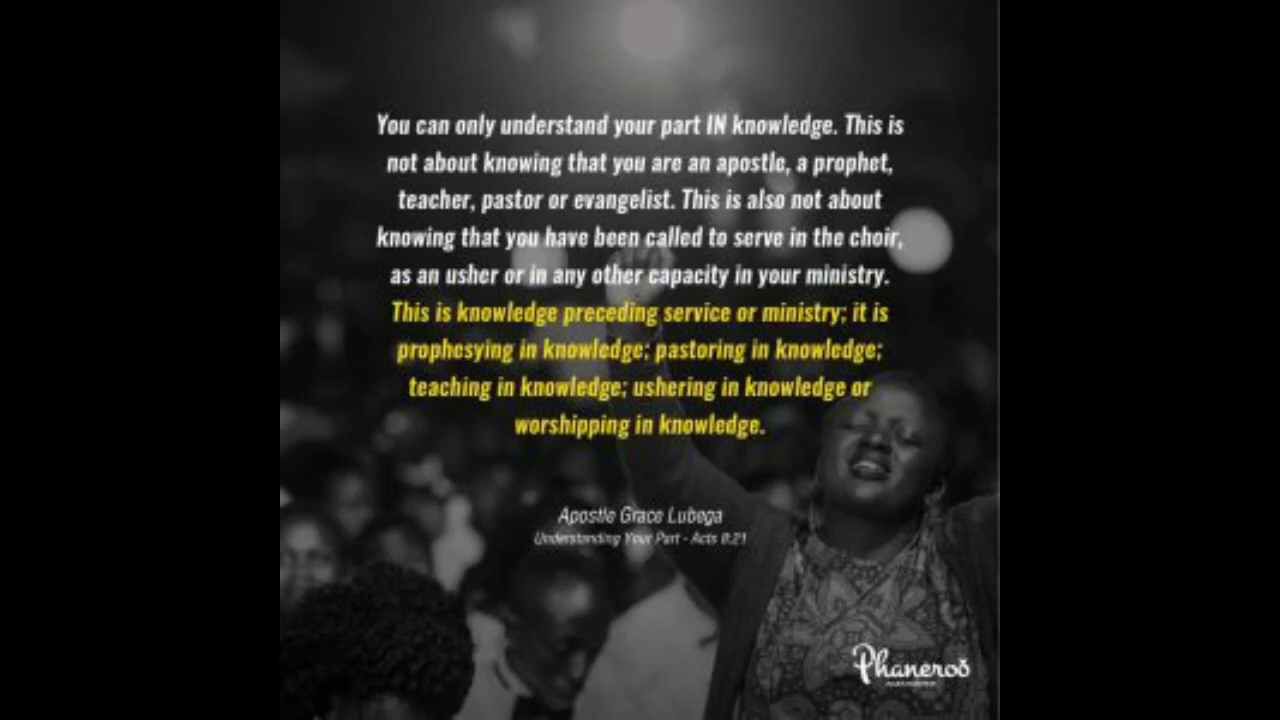 You can only understand your part IN knowledge. This is
not about knowing that you are an apostle, a prophet,
teacher, pastor or evangelist. This is also not about
knowing that you have been called to serve in the choir,
as an usher or in any other capacity in your ministry.
This is knowledge preceding service or ministry; it is
prophesying in knowledge; pastoring in knowledge;
teaching in knowledge; ushering in knowledge or
worshipping in knowledge.
Apostle Grace Lubega
Understanding Your Part - Acts 8:21
Phaneroō